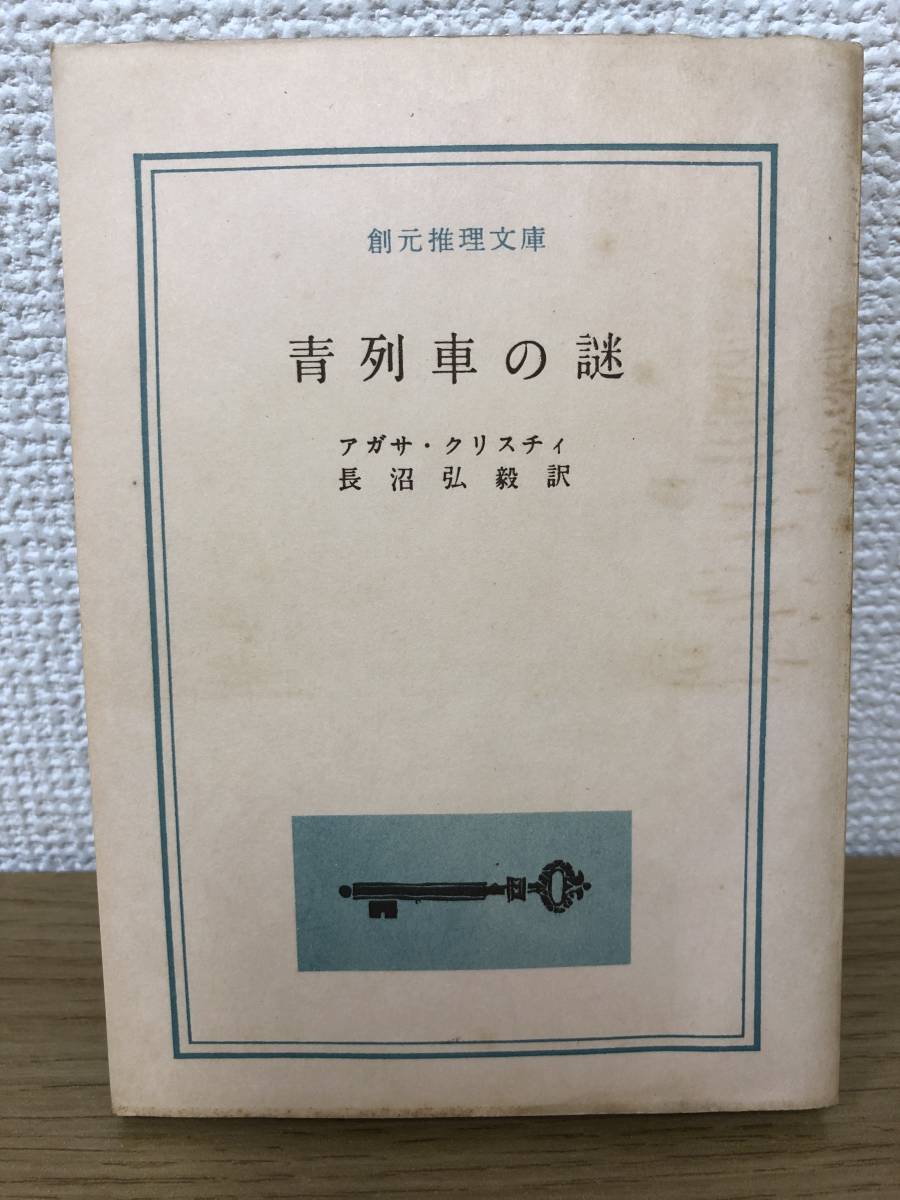 創元推理文庫
青列車の謎
アガサ・クリスチィ
長沼弘毅訳